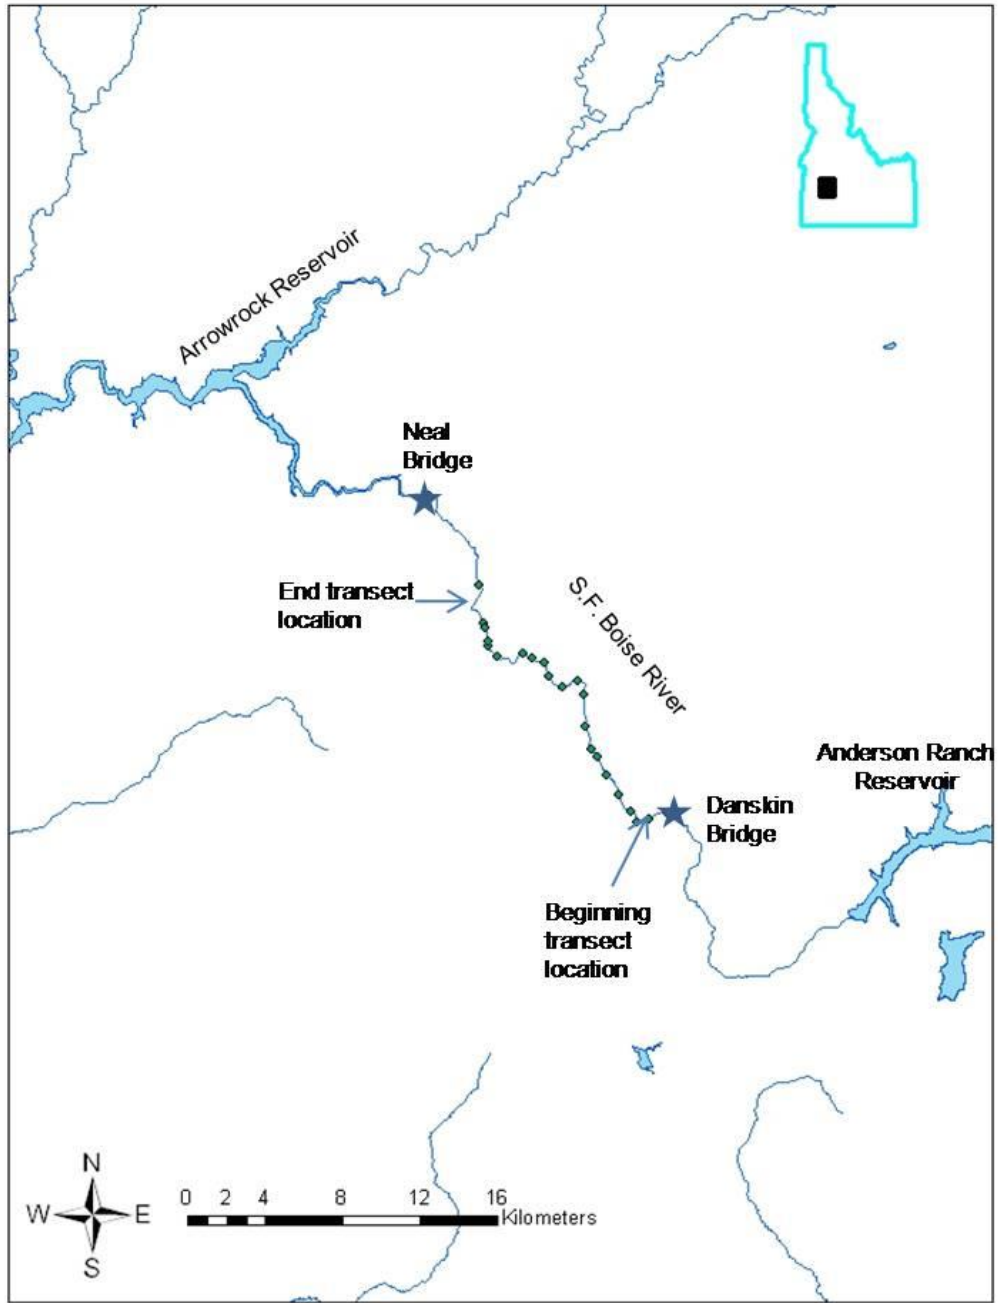 Arrowrock Reservoir
Neal
Bridge
End transect
location
S.F. Boise River
Anderson Ranch
Reservoir
Danskin
Bridge
Beginning
transect
location
N
W
E
S
0 2 4 8 12 16
Kilometers